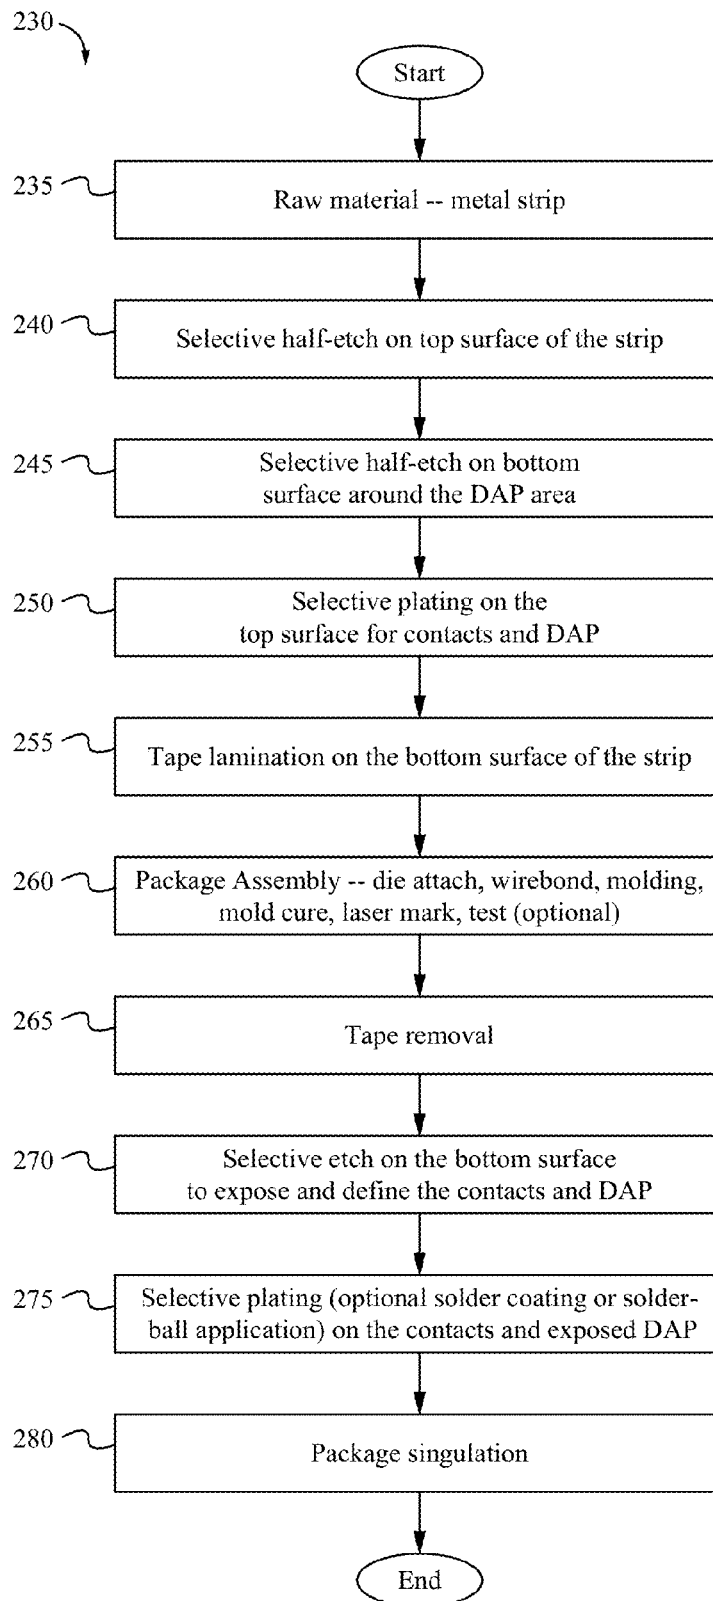 230
Start
235
Raw material -- metal strip
240
Selective half-etch on top surface of the strip
245
Selective half-etch on bottom
surface around the DAP area
250
Selective plating on the
top surface for contacts and DAP
255
Tape lamination on the bottom surface of the strip
260
Package Assembly -- die attach, wirebond, molding,
mold cure, laser mark, test (optional)
265
Tape removal
270
Selective etch on the bottom surface
to expose and define the contacts and DAP
275
Selective plating (optional solder coating or solder-
ball application) on the contacts and exposed DAP
280
Package singulation
End